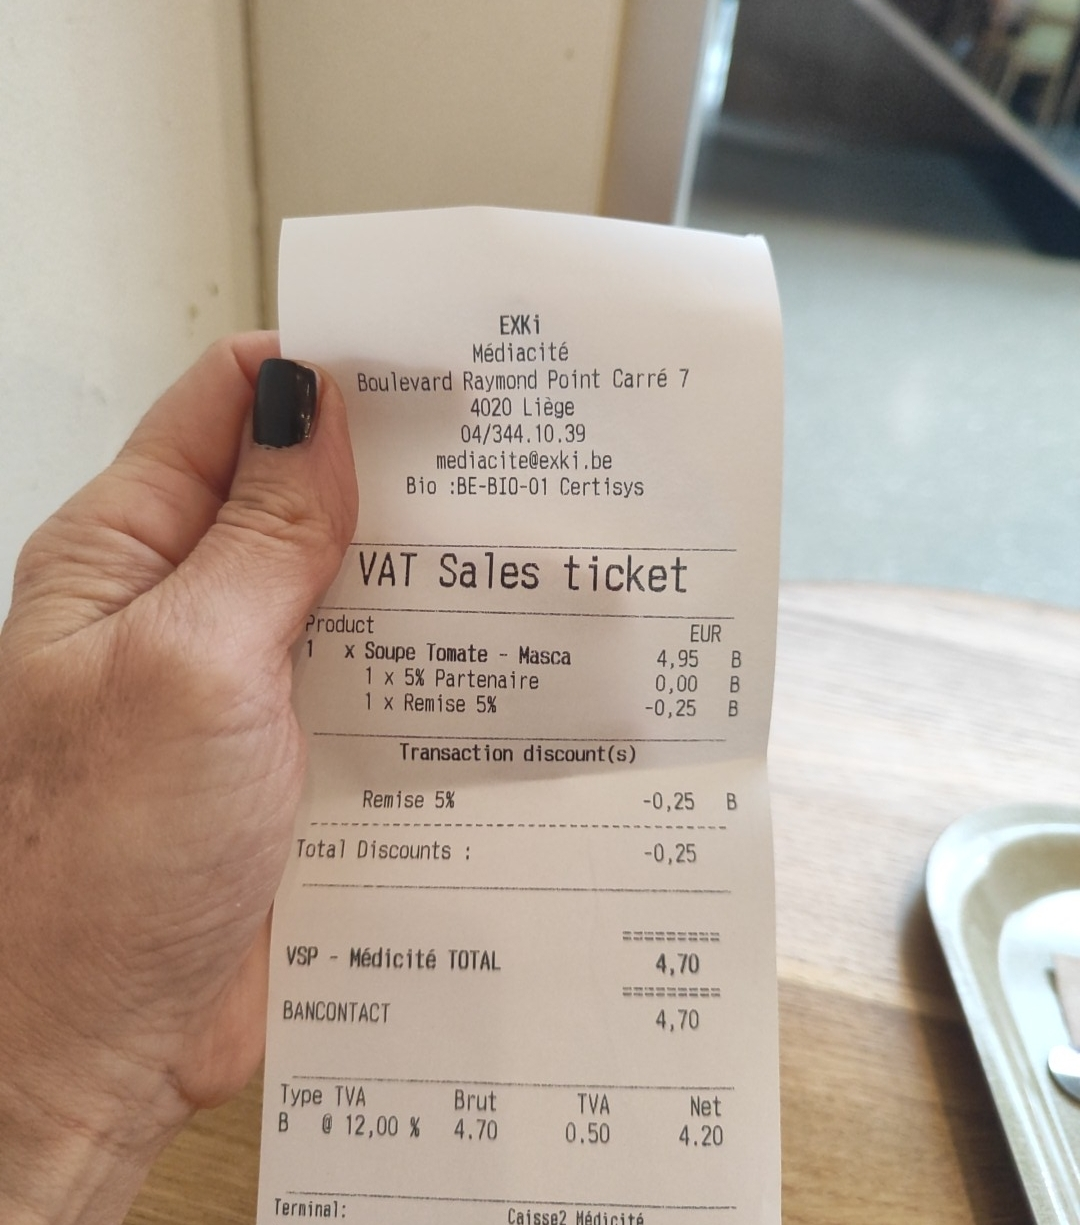 EXKi
Médiacité
Boulevard Raymond Point Carré 7
4020 Liège
04/344.10.39
mediacite@exki.be
Bio :BE-BIO-01 Certisys
VAT Sales ticket
Product EUR
1 x Soupe Tomate - Masca 4,95 B
1 x 5% Partenaire 0,00 B
1 x Remise 5% -0,25 B
Transaction discount(s)
Remise 5% -0,25 B
Total Discounts : -0,25
=========
VSP - Médicité TOTAL 4,70
=========
BANCONTACT 4,70
Type TVA Brut TVA Net
B @ 12,00 % 4.70 0.50 4.20
Terminal: Caisse2 Médicité